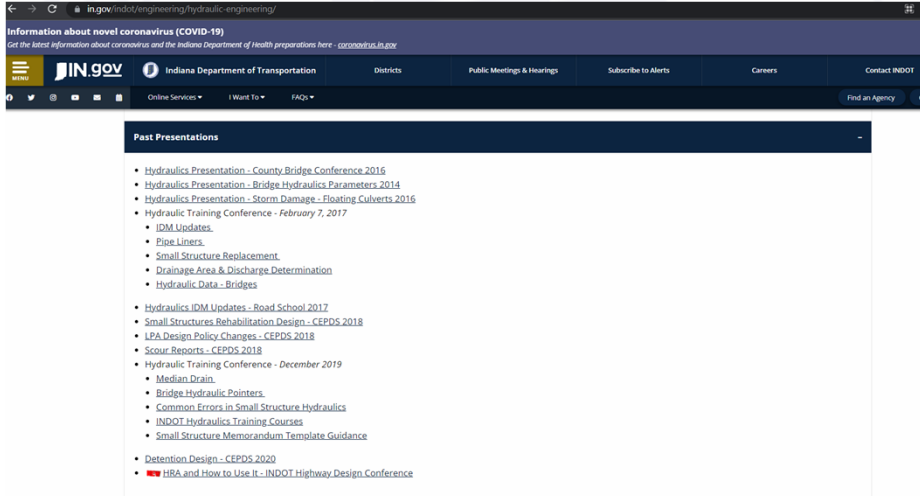 in.gov/indot/engineering/hydraulic-engineering/
Information about novel coronavirus (COVID-19)
Get the latest information about coronavirus and the Indiana Department of Health preparations here - coronavirus.in.gov
MENU
IN.gov
Indiana Department of Transportation
Districts
Public Meetings & Hearings
Subscribe to Alerts
Careers
Contact INDOT
Online Services
I Want To
FAQs
Find an Agency
Past Presentations
Hydraulics Presentation - County Bridge Conference 2016
Hydraulics Presentation - Bridge Hydraulics Parameters 2014
Hydraulics Presentation - Storm Damage - Floating Culverts 2016
Hydraulic Training Conference - February 7, 2017
IDM Updates
Pipe Liners
Small Structure Replacement
Drainage Area & Discharge Determination
Hydraulic Data - Bridges
Hydraulics IDM Updates - Road School 2017
Small Structures Rehabilitation Design - CEPDS 2018
LPA Design Policy Changes - CEPDS 2018
Scour Reports - CEPDS 2018
Hydraulic Training Conference - December 2019
Median Drain
Bridge Hydraulic Pointers
Common Errors in Small Structure Hydraulics
INDOT Hydraulics Training Courses
Small Structure Memorandum Template Guidance
Detention Design - CEPDS 2020
HRA and How to Use It - INDOT Highway Design Conference